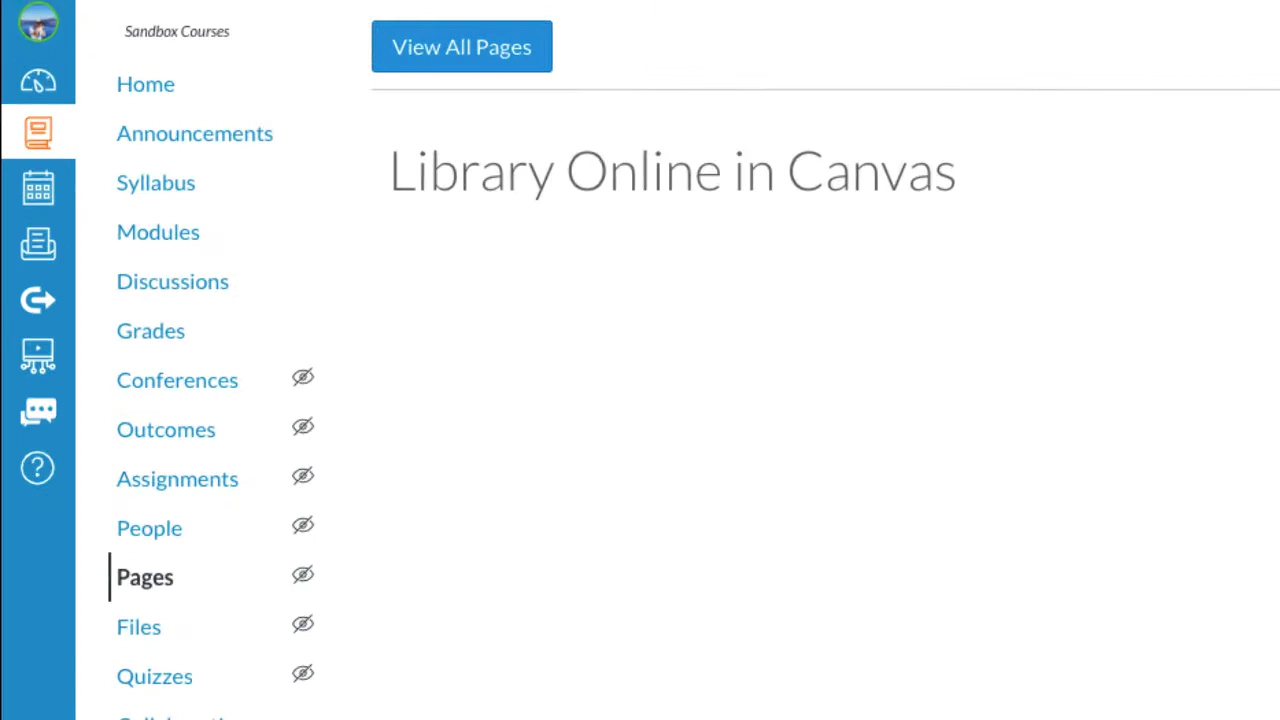 Sandbox Courses
Home
Announcements
Syllabus
Modules
Discussions
Grades
Conferences
Outcomes
Assignments
People
Pages
Files
Quizzes
View All Pages
Library Online in Canvas